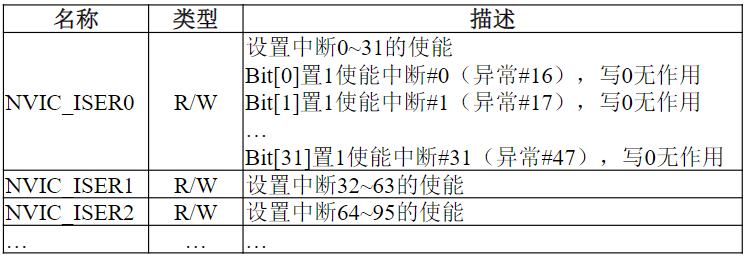 名称 类型 描述
设置中断0~31的使能
Bit[0]置1使能中断#0（异常#16），写0无作用
NVIC_ISER0 R/W Bit[1]置1使能中断#1（异常#17），写0无作用
…
Bit[31]置1使能中断#31（异常#47），写0无作用
NVIC_ISER1 R/W 设置中断32~63的使能
NVIC_ISER2 R/W 设置中断64~95的使能
… … …